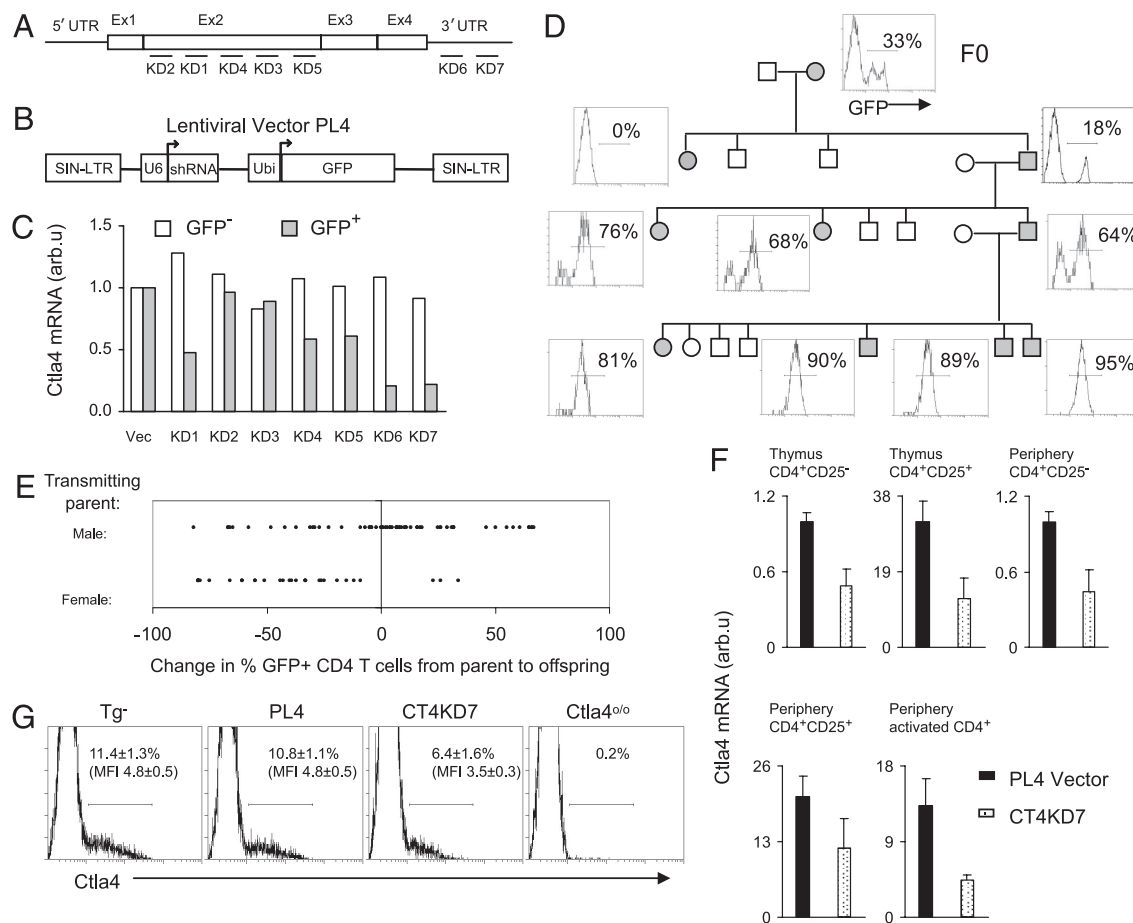 A
5′ UTR
Ex1
Ex2
Ex3
Ex4
3′ UTR
KD2
KD1
KD4
KD3
KD5
KD6
KD7
B
Lentiviral Vector PL4
SIN-LTR
U6
shRNA
Ubi
GFP
SIN-LTR
C
GFP-
GFP+
Ctla4 mRNA (arb.u)
1.5
1.0
0.5
0.0
Vec
KD1
KD2
KD3
KD4
KD5
KD6
KD7
D
33%
F0
GFP
0%
18%
76%
68%
64%
81%
90%
89%
95%
E
Transmitting
parent:
Male:
Female:
-100
-50
0
50
100
Change in % GFP+ CD4 T cells from parent to offspring
F
Thymus
CD4+CD25-
1.2
0.6
0
Thymus
CD4+CD25+
38
19
0
Periphery
CD4+CD25-
1.2
0.6
0
Ctla4 mRNA (arb.u)
Periphery
CD4+CD25+
26
13
0
Periphery
activated CD4+
18
9
0
PL4 Vector
CT4KD7
G
Tg-
11.4±1.3%
(MFI 4.8±0.5)
PL4
10.8±1.1%
(MFI 4.8±0.5)
CT4KD7
6.4±1.6%
(MFI 3.5±0.3)
Ctla4o/o
0.2%
Ctla4